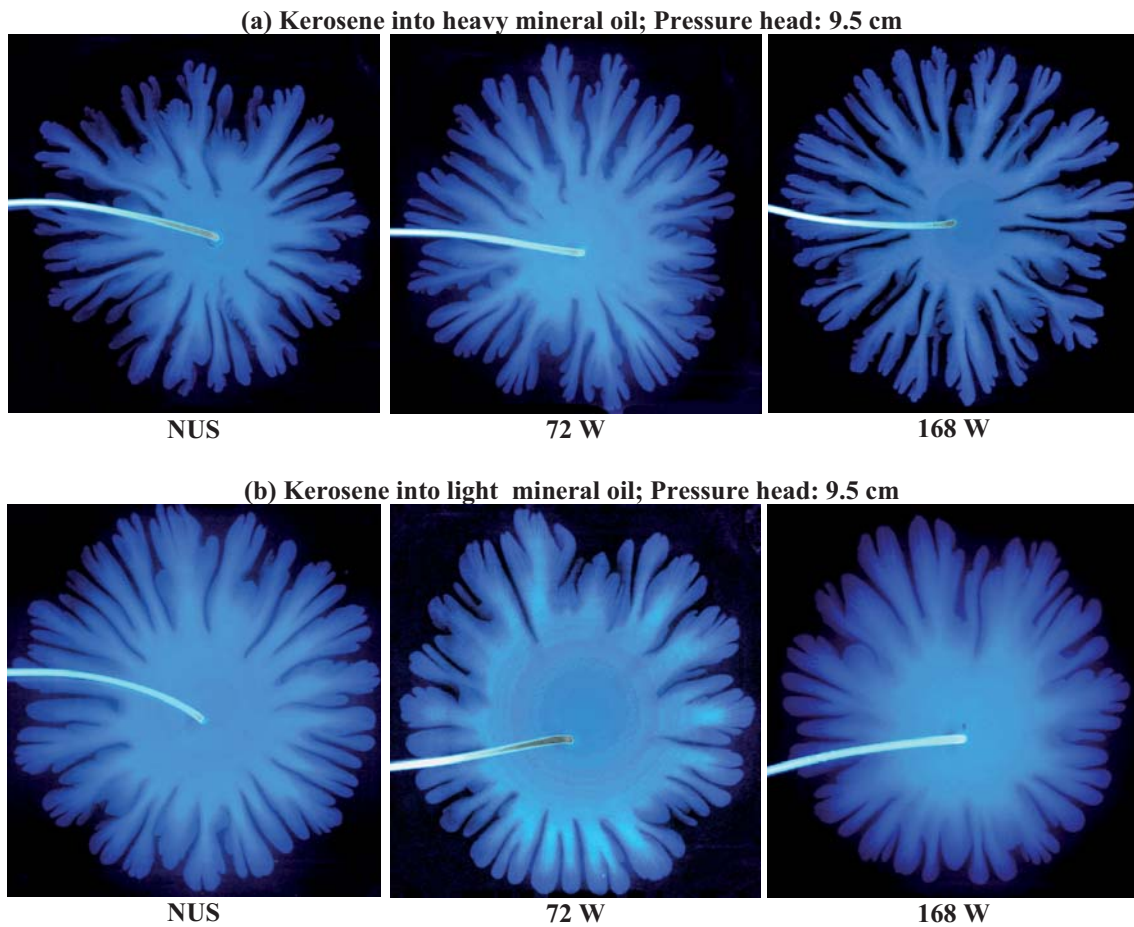 (a) Kerosene into heavy mineral oil; Pressure head: 9.5 cm
NUS
72 W
168 W
(b) Kerosene into light  mineral oil; Pressure head: 9.5 cm
NUS
72 W
168 W